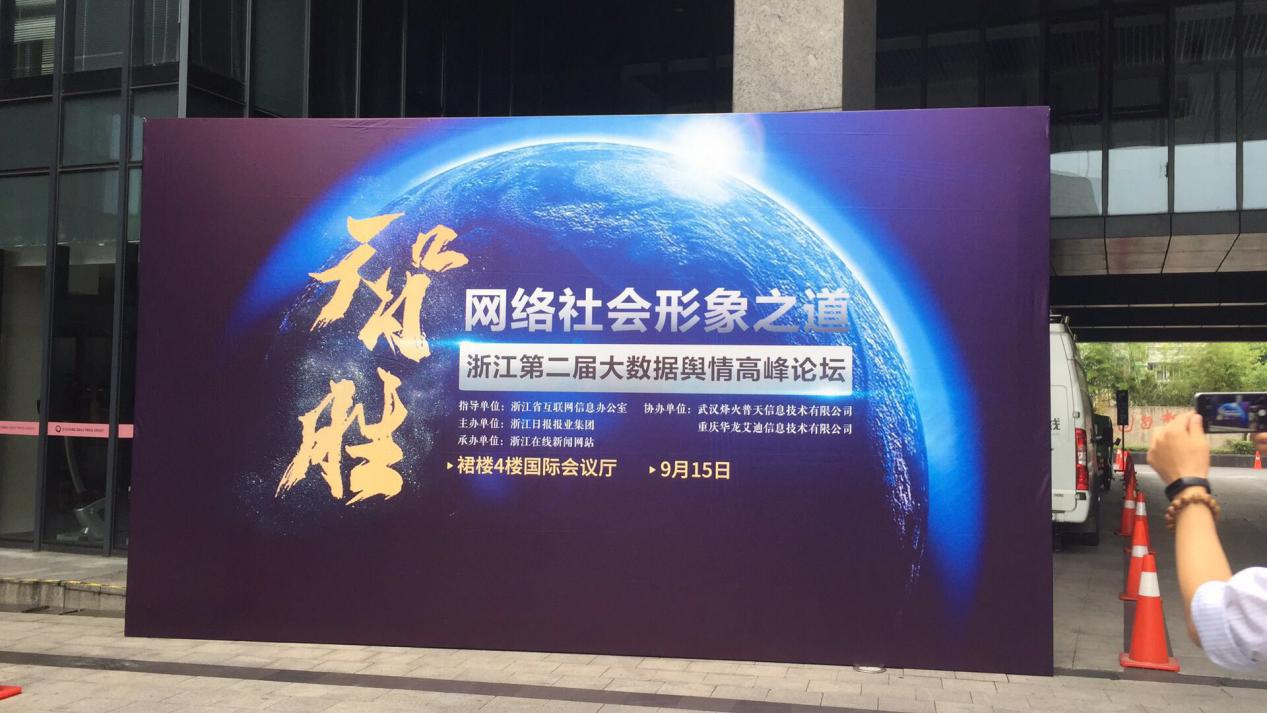 智胜
网络社会形象之道
浙江第二届大数据舆情高峰论坛
指导单位：浙江省互联网信息办公室 协办单位：武汉烽火普天信息技术有限公司
主办单位：浙江日报报业集团 重庆华龙艾迪信息技术有限公司
承办单位：浙江在线新闻网站
裙楼4楼国际会议厅 9月15日
线